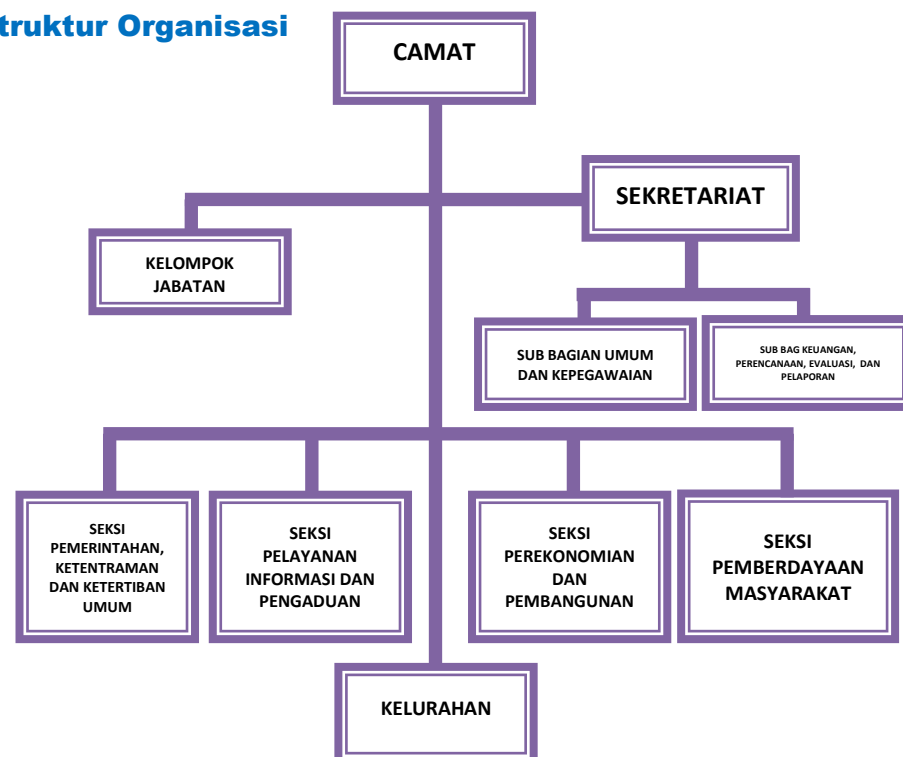 truktur Organisasi
CAMAT
SEKRETARIAT
KELOMPOK
JABATAN
SUB BAGIAN UMUM
DAN KEPEGAWAIAN
SUB BAG KEUANGAN,
PERENCANAAN, EVALUASI, DAN
PELAPORAN
SEKSI
PEMERINTAHAN,
KETENTRAMAN
DAN KETERTIBAN
UMUM
SEKSI
PELAYANAN
INFORMASI DAN
PENGADUAN
SEKSI
PEREKONOMIAN
DAN
PEMBANGUNAN
SEKSI
PEMBERDAYAAN
MASYARAKAT
KELURAHAN